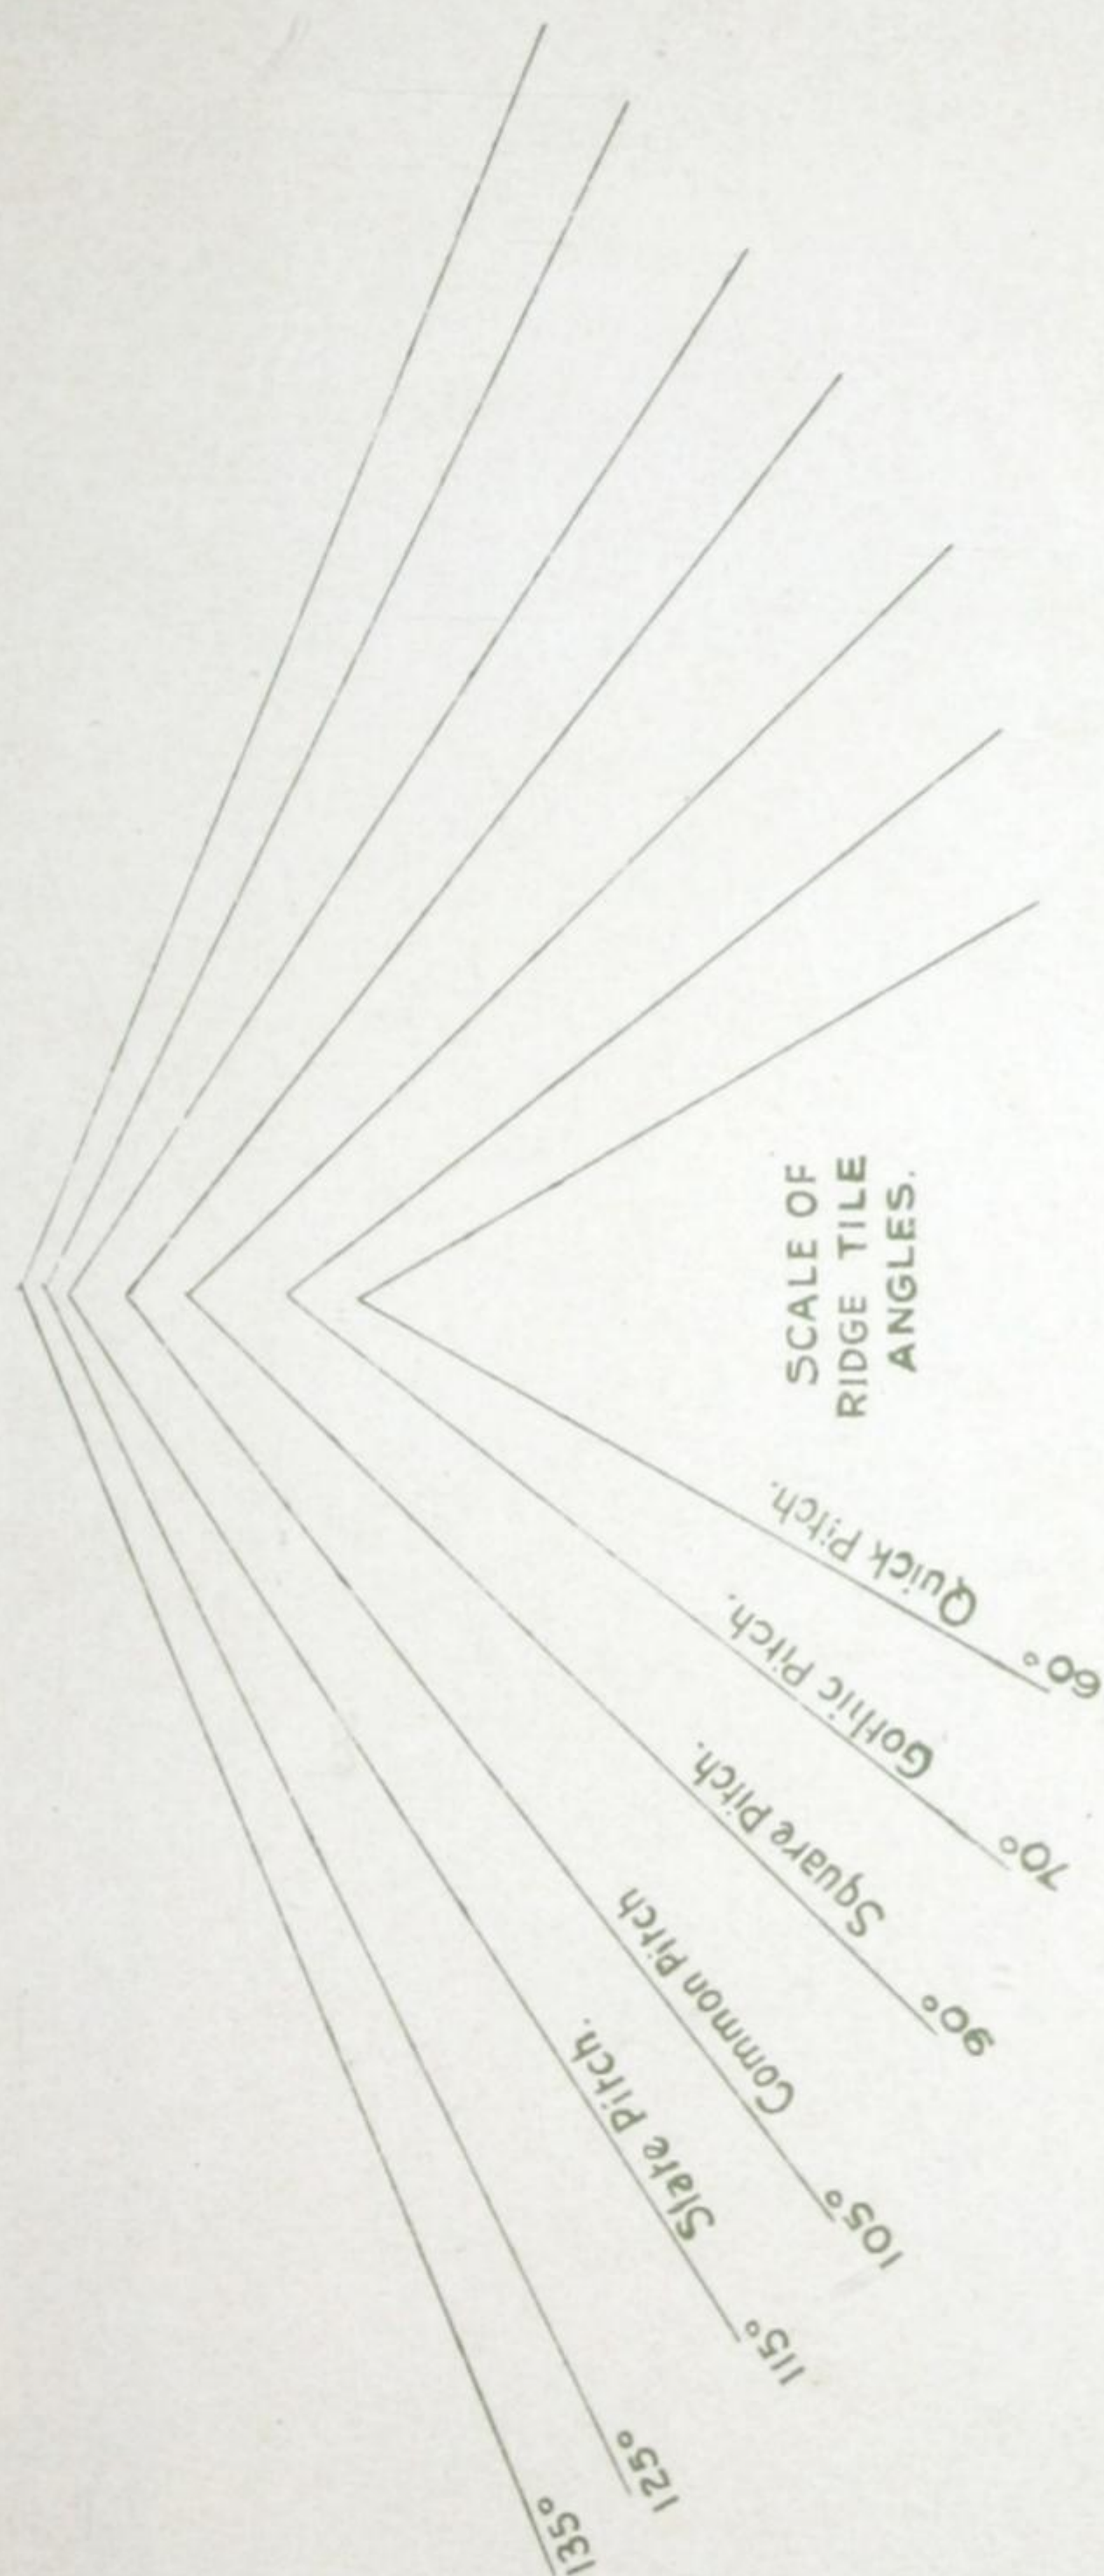 SCALE OF
RIDGE TILE
ANGLES.
Quick Pitch.
60°
Gothic Pitch.
70°
Square Pitch.
90°
Common Pitch
105°
Slate Pitch.
115°
125°
135°